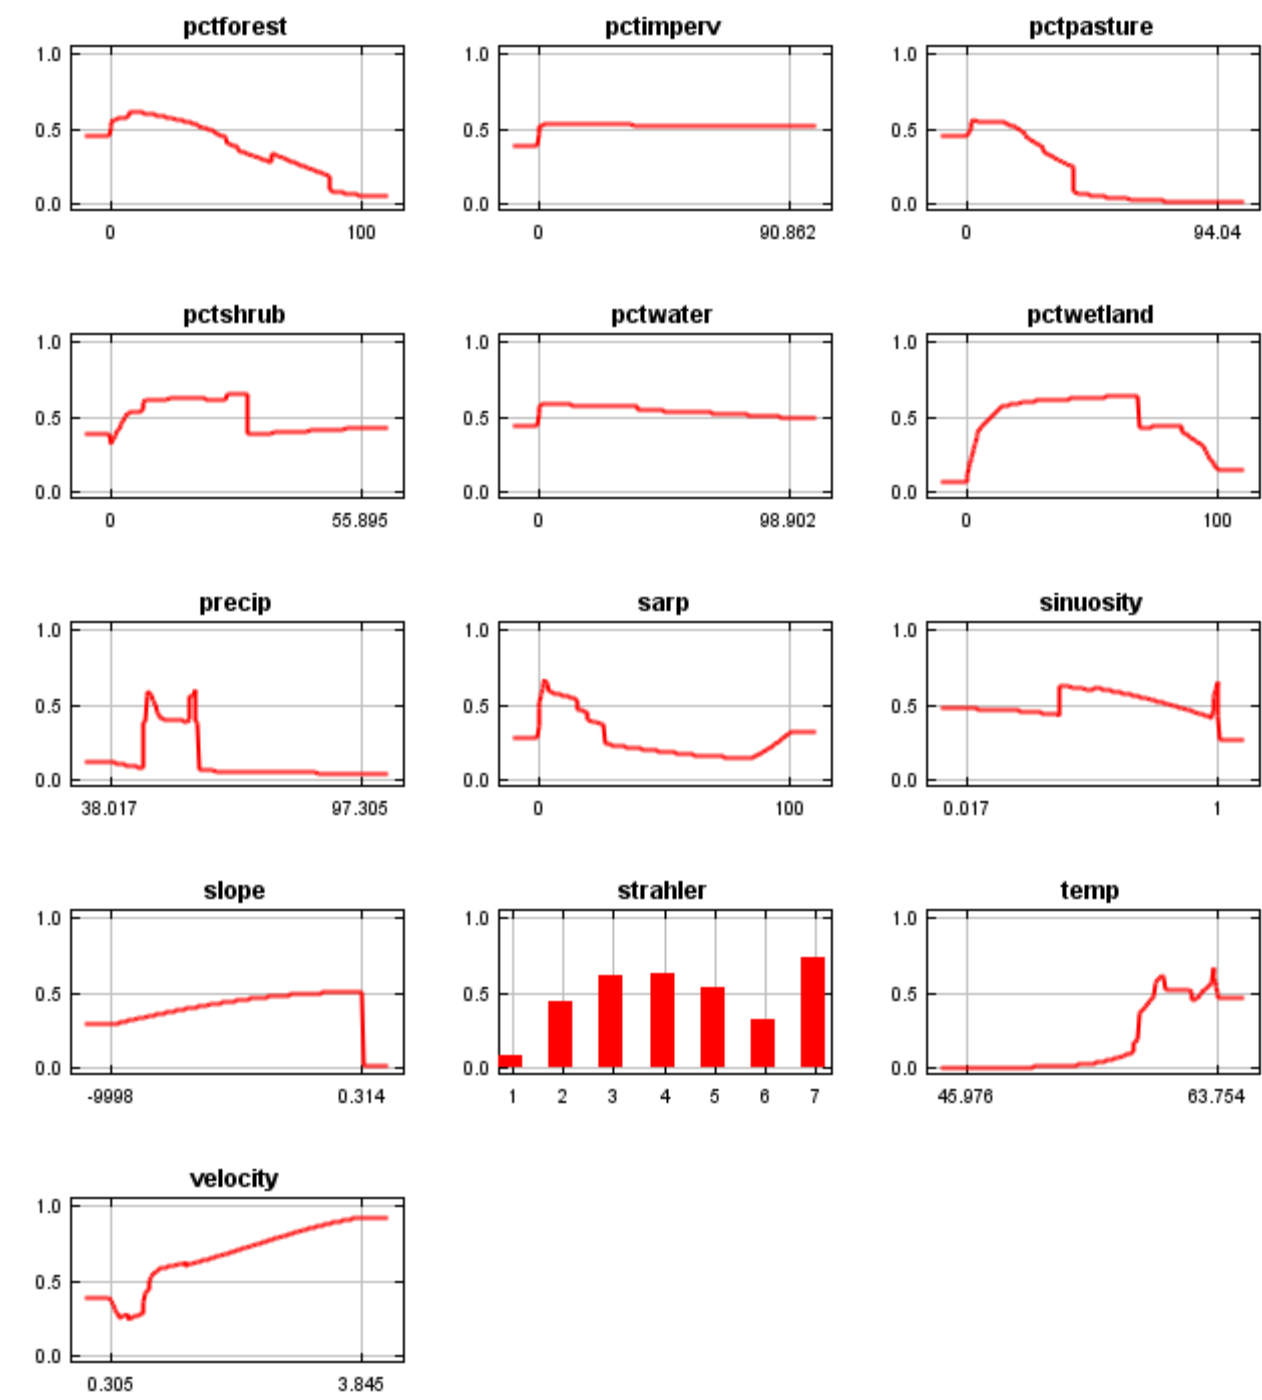 pctforest pctimperv pctpasture
1.0 1.0 1.0
0.5 0.5 0.5
0.0 0.0 0.0
0 100 0 90.862 0 94.04
pctshrub pctwater pctwetland
1.0 1.0 1.0
0.5 0.5 0.5
0.0 0.0 0.0
0 55.895 0 98.902 0 100
precip sarp sinuosity
1.0 1.0 1.0
0.5 0.5 0.5
0.0 0.0 0.0
38.017 97.305 0 100 0.017 1
slope strahler temp
1.0 1.0 1.0
0.5 0.5 0.5
0.0 0.0 0.0
-9998 0.314 1 2 3 4 5 6 7 45.976 63.754
velocity
1.0
0.5
0.0
0.305 3.845